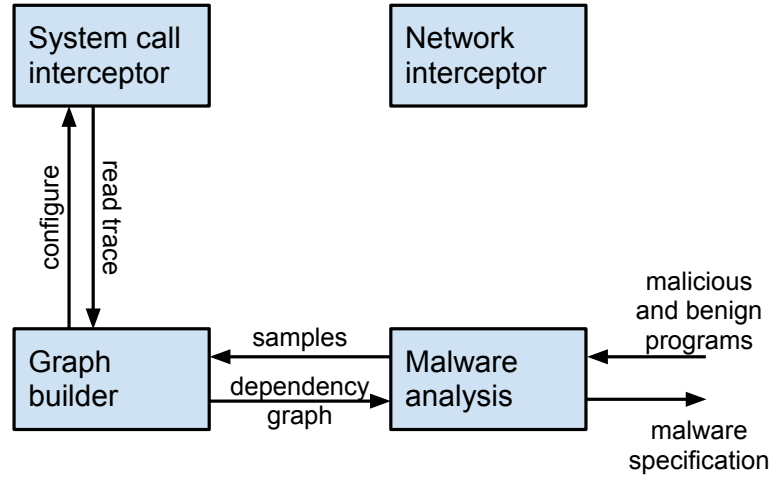 System call
interceptor
Network
interceptor
configure
read trace
malicious
and benign
programs
samples
Graph
builder
Malware
analysis
dependency
graph
malware
specification